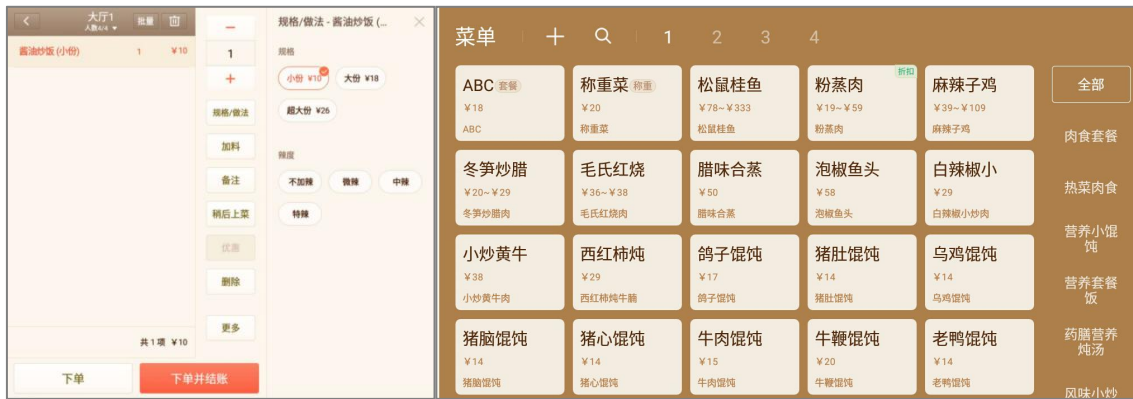 大厅1
人数4/4
批量
酱油炒饭 (小份) 1 ¥10
共1项 ¥10
下单
下单并结账
1
规格/做法
加料
备注
稍后上菜
优惠
删除
更多
规格/做法 - 酱油炒饭 (...
规格
小份 ¥10
大份 ¥18
超大份 ¥26
辣度
不加辣
微辣
中辣
特辣
菜单
1 2 3 4
ABC 套餐
¥18
ABC
称重菜 称重
¥20
称重菜
松鼠桂鱼
¥78~¥333
松鼠桂鱼
折扣
粉蒸肉
¥19~¥59
粉蒸肉
麻辣子鸡
¥39~¥109
麻辣子鸡
冬笋炒腊
¥20~¥29
冬笋炒腊肉
毛氏红烧
¥36~¥38
毛氏红烧肉
腊味合蒸
¥50
腊味合蒸
泡椒鱼头
¥58
泡椒鱼头
白辣椒小
¥29
白辣椒小炒肉
小炒黄牛
¥38
小炒黄牛肉
西红柿炖
¥29
西红柿炖牛腩
鸽子馄饨
¥17
鸽子馄饨
猪肚馄饨
¥14
猪肚馄饨
乌鸡馄饨
¥14
乌鸡馄饨
猪脑馄饨
¥14
猪脑馄饨
猪心馄饨
¥14
猪心馄饨
牛肉馄饨
¥15
牛肉馄饨
牛鞭馄饨
¥20
牛鞭馄饨
老鸭馄饨
¥14
老鸭馄饨
全部
肉食套餐
热菜肉食
营养小馄
饨
营养套餐
饭
药膳营养
炖汤
风味小炒